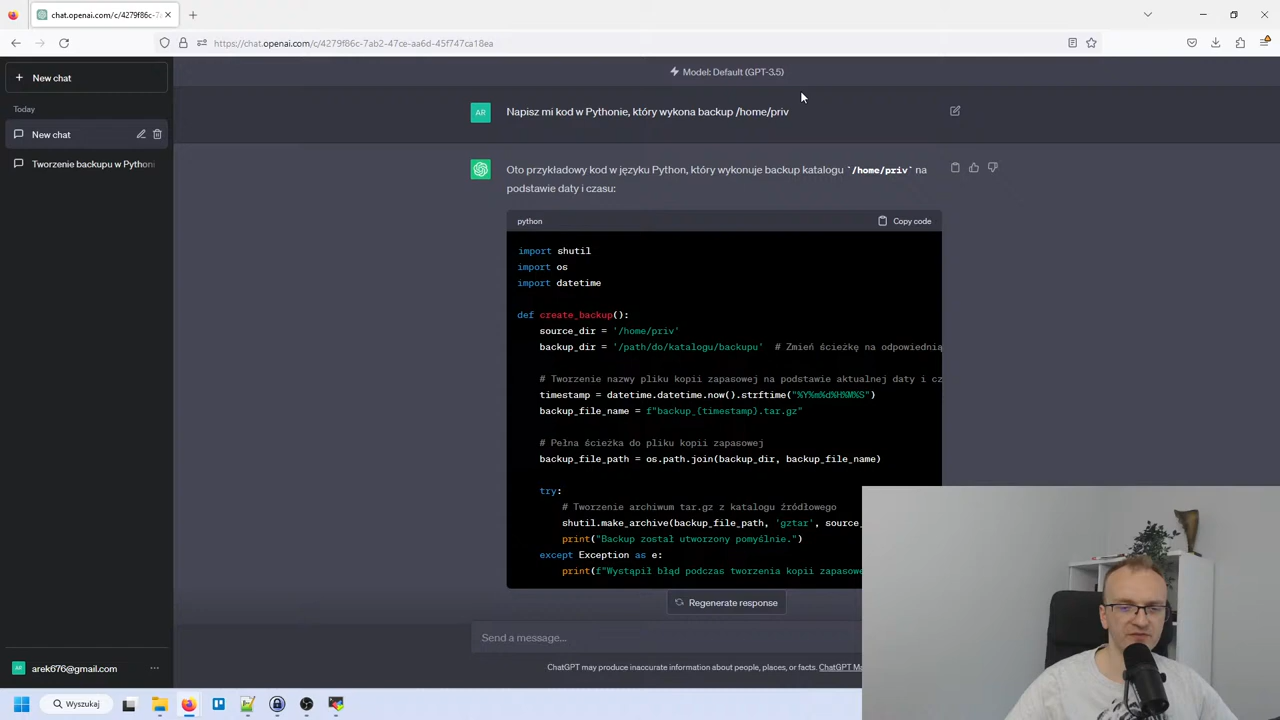 chat.openai.com/c/4279f86c-7
https://chat.openai.com/c/4279f86c-7ab2-47ce-aa6d-45f747ca18ea
New chat
Today
New chat
Tworzenie backupu w Pythoni
Model: Default (GPT-3.5)
AR
Napisz mi kod w Pythonie, który wykona backup /home/priv
Oto przykładowy kod w języku Python, który wykonuje backup katalogu `/home/priv` na
podstawie daty i czasu:
python
Copy code
import shutil
import os
import datetime
def create_backup():
source_dir = '/home/priv'
backup_dir = '/path/do/katalogu/backupu' # Zmień ścieżkę na odpowiednią
# Tworzenie nazwy pliku kopii zapasowej na podstawie aktualnej daty i cz
timestamp = datetime.datetime.now().strftime("%Y%m%d%H%M%S")
backup_file_name = f"backup_{timestamp}.tar.gz"
# Pełna ścieżka do pliku kopii zapasowej
backup_file_path = os.path.join(backup_dir, backup_file_name)
try:
# Tworzenie archiwum tar.gz z katalogu źródłowego
shutil.make_archive(backup_file_path, 'gztar', source_
print("Backup został utworzony pomyślnie.")
except Exception as e:
print(f"Wystąpił błąd podczas tworzenia kopii zapasowe
Regenerate response
Send a message...
ChatGPT may produce inaccurate information about people, places, or facts. ChatGPT Ma
AR
arek676@gmail.com
Wyszukaj